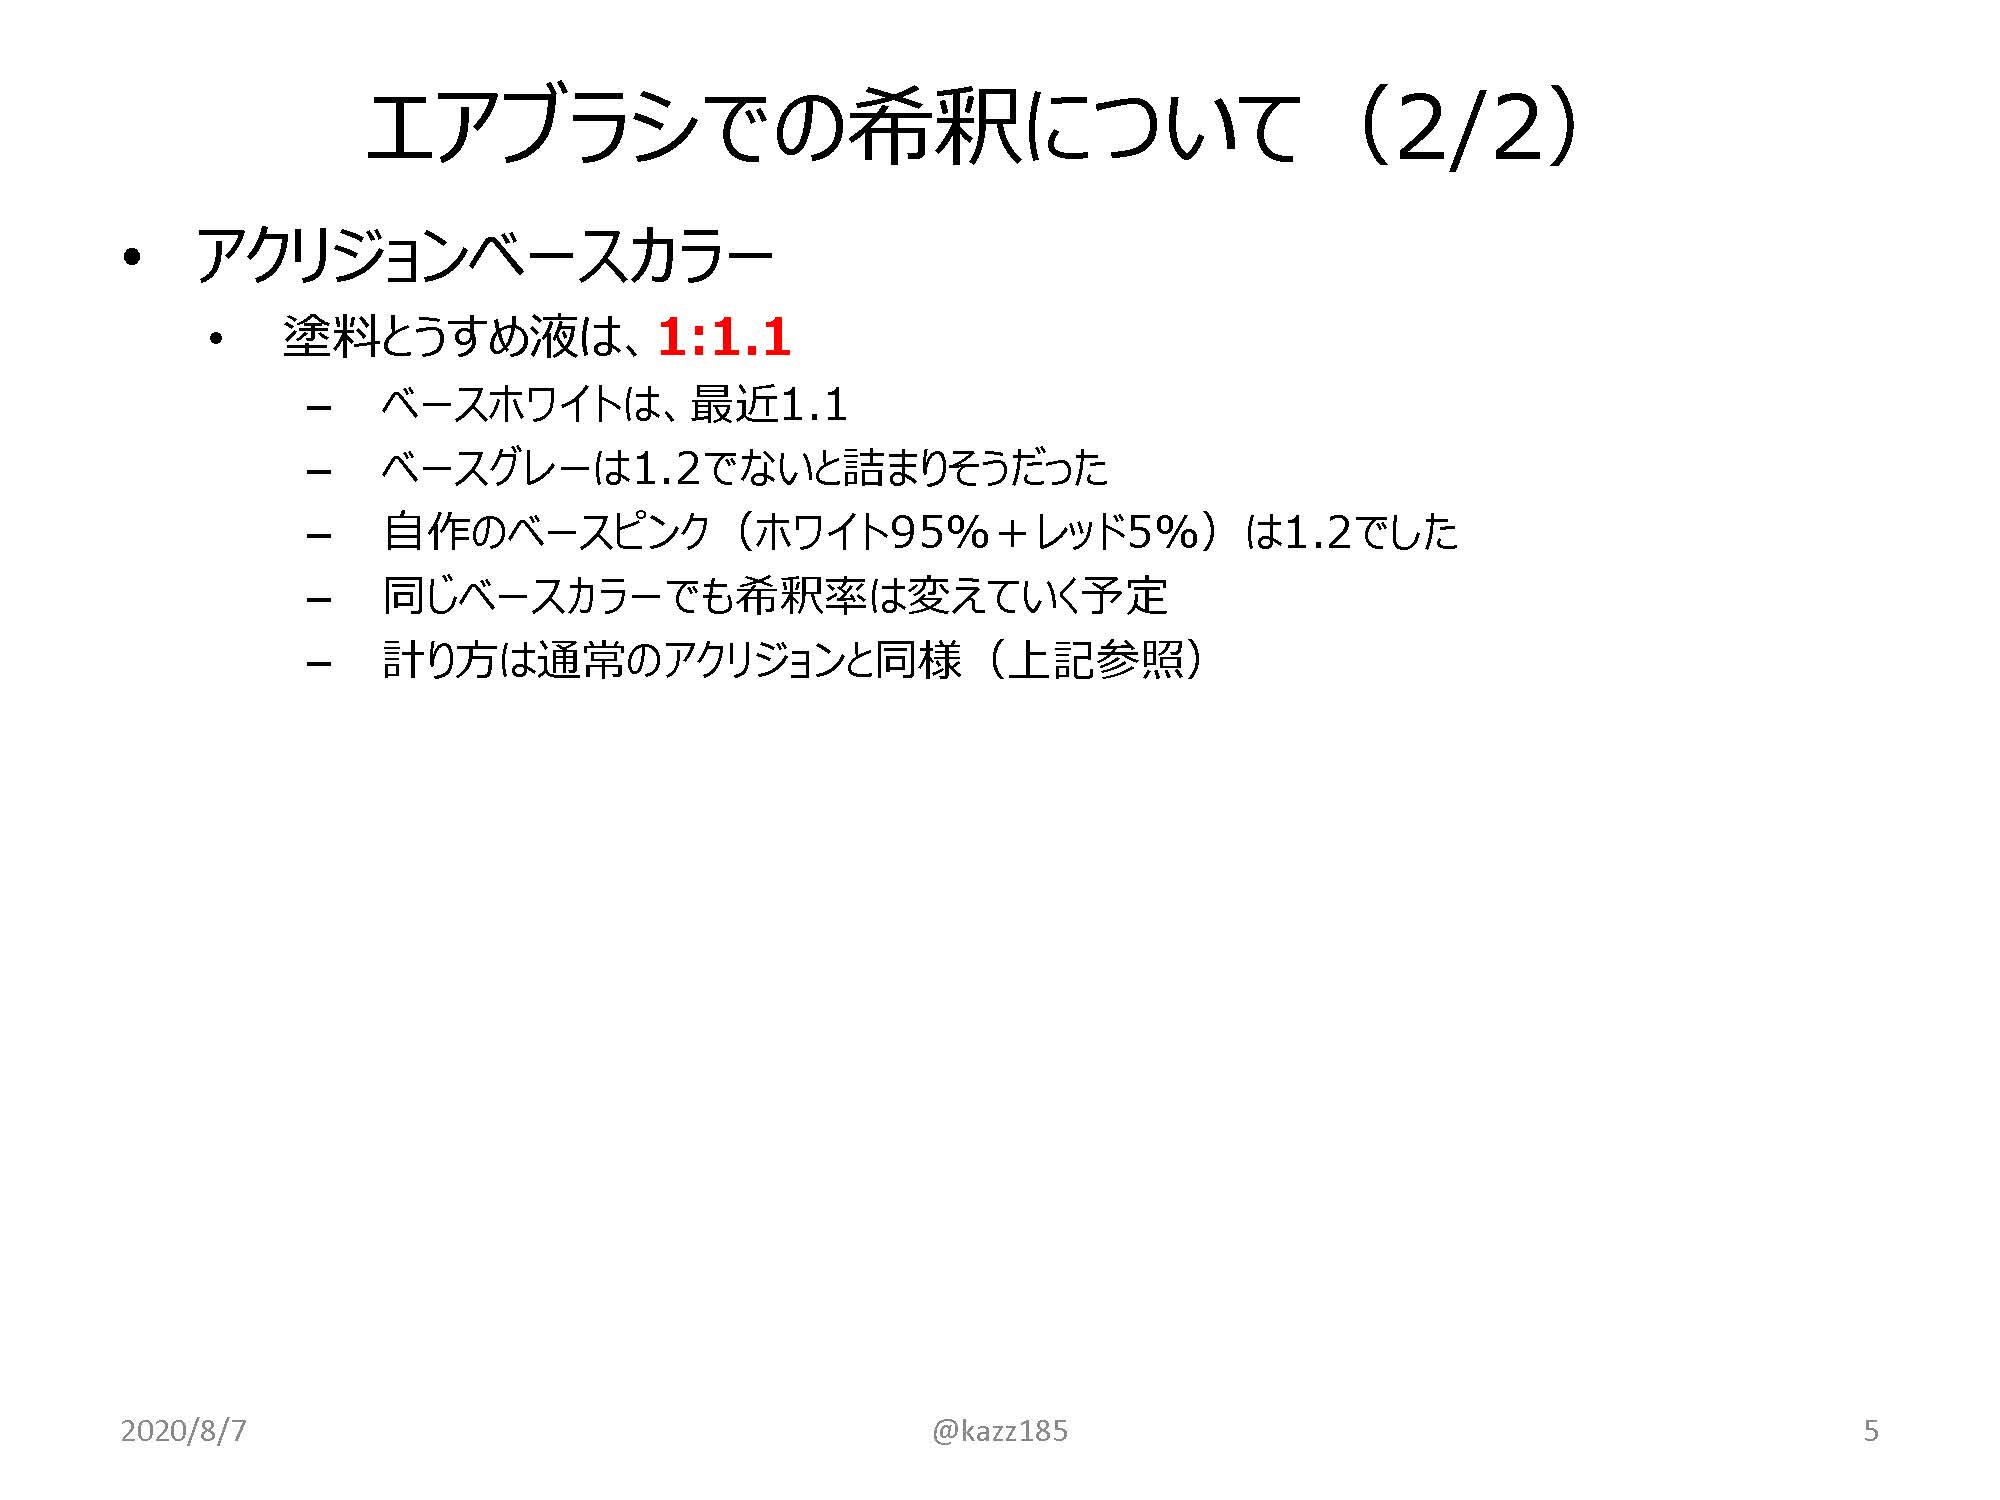 エアブラシでの希釈について（2/2）
• アクリジョンベースカラー
• 塗料とうすめ液は、1:1.1
– ベースホワイトは、最近1.1
– ベースグレーは1.2でないと詰まりそうだった
– 自作のベースピンク（ホワイト95%＋レッド5%）は1.2でした
– 同じベースカラーでも希釈率は変えていく予定
– 計り方は通常のアクリジョンと同様（上記参照）
2020/8/7
@kazz185
5